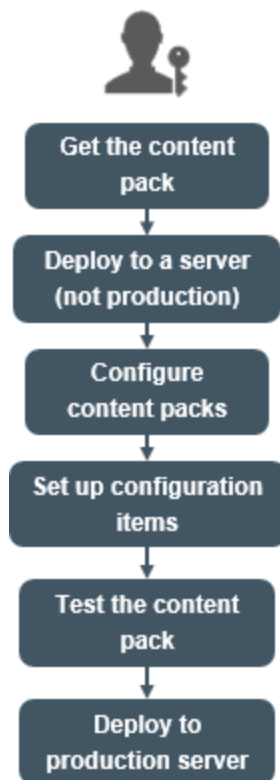 Get the content
pack
Deploy to a server
(not production)
Configure
content packs
Set up configuration
items
Test the content
pack
Deploy to
production server